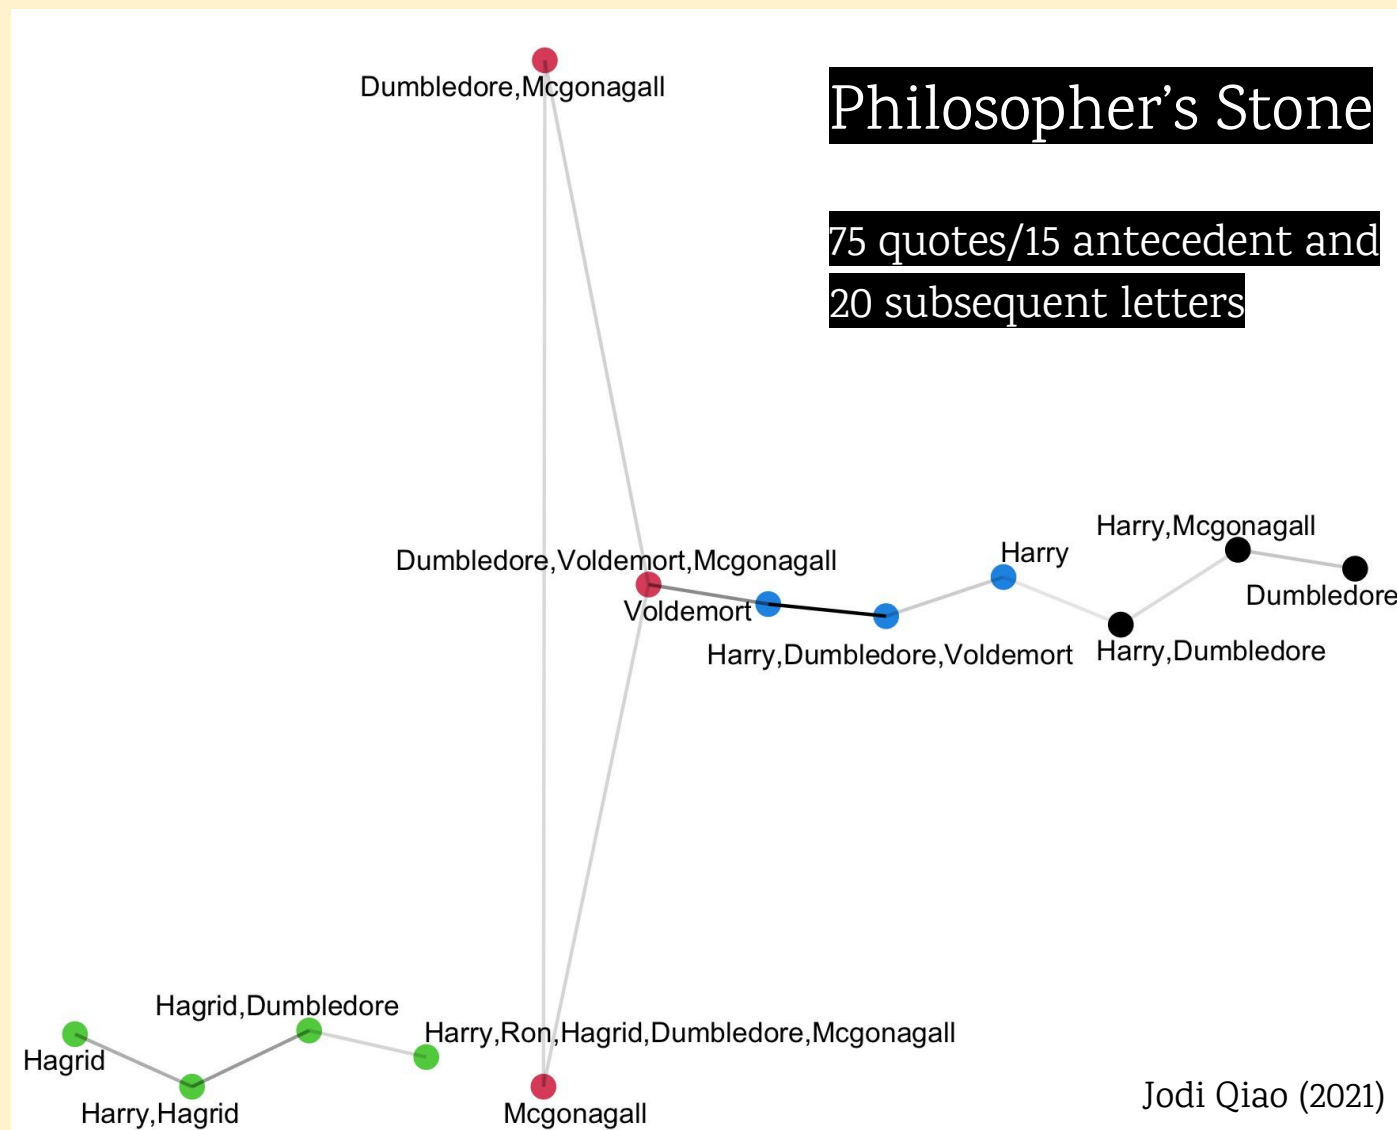 Dumbledore,Mcgonagall
Philosopher’s Stone
75 quotes/15 antecedent and
20 subsequent letters
Harry,Mcgonagall
Harry
Dumbledore,Voldemort,Mcgonagall
Dumbledore
Voldemort
Harry,Dumbledore,Voldemort
Harry,Dumbledore
Hagrid,Dumbledore
Harry,Ron,Hagrid,Dumbledore,Mcgonagall
Hagrid
Harry,Hagrid
Mcgonagall
Jodi Qiao (2021)